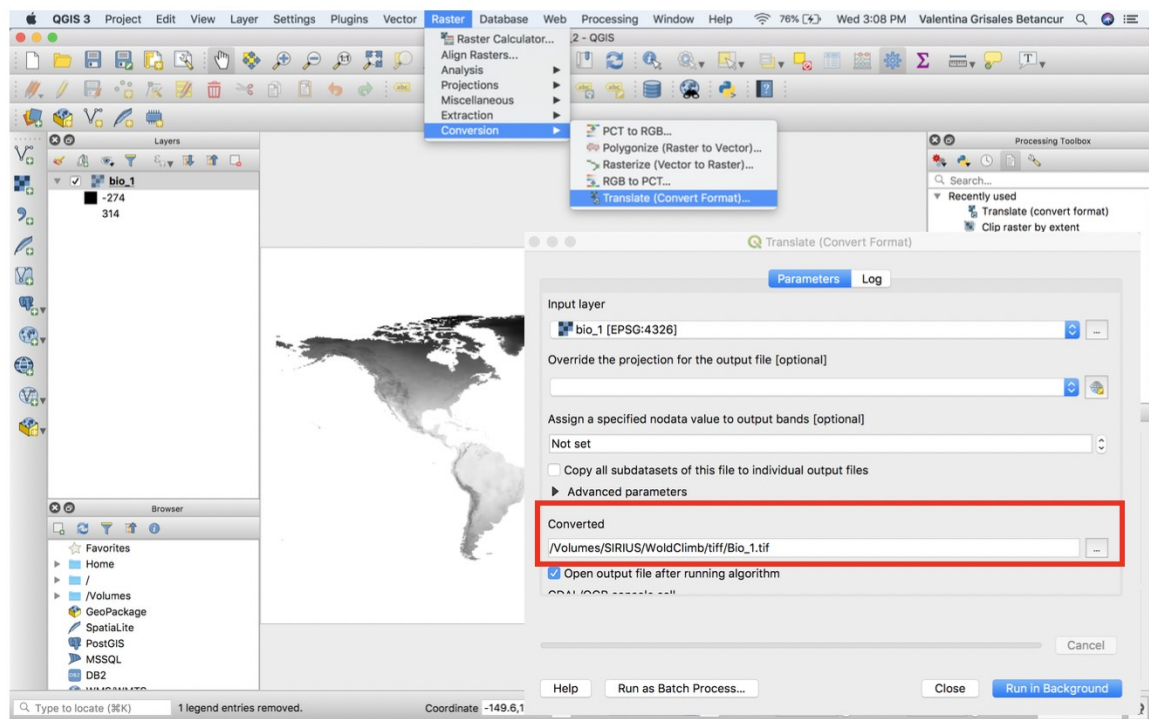 QGIS 3 Project Edit View Layer Settings Plugins Vector Raster Database Web Processing Window Help 76% Wed 3:08 PM Valentina Grisales Betancur
_2 - QGIS
Raster Calculator...
Align Rasters...
Analysis
Projections
Miscellaneous
Extraction
Conversion
PCT to RGB...
Polygonize (Raster to Vector)...
Rasterize (Vector to Raster)...
RGB to PCT...
Translate (Convert Format)...
Layers
bio_1
-274
314
Processing Toolbox
Search...
Recently used
Translate (convert format)
Clip raster by extent
Translate (Convert Format)
Parameters Log
Input layer
bio_1 [EPSG:4326]
Override the projection for the output file [optional]
Assign a specified nodata value to output bands [optional]
Not set
Copy all subdatasets of this file to individual output files
Advanced parameters
Converted
/Volumes/SIRIUS/WoldClimb/tiff/Bio_1.tif
Open output file after running algorithm
Cancel
Help Run as Batch Process... Close Run in Background
Browser
Favorites
Home
/
/Volumes
GeoPackage
SpatiaLite
PostGIS
MSSQL
DB2
Type to locate (⌘K) 1 legend entries removed. Coordinate -149.6,1